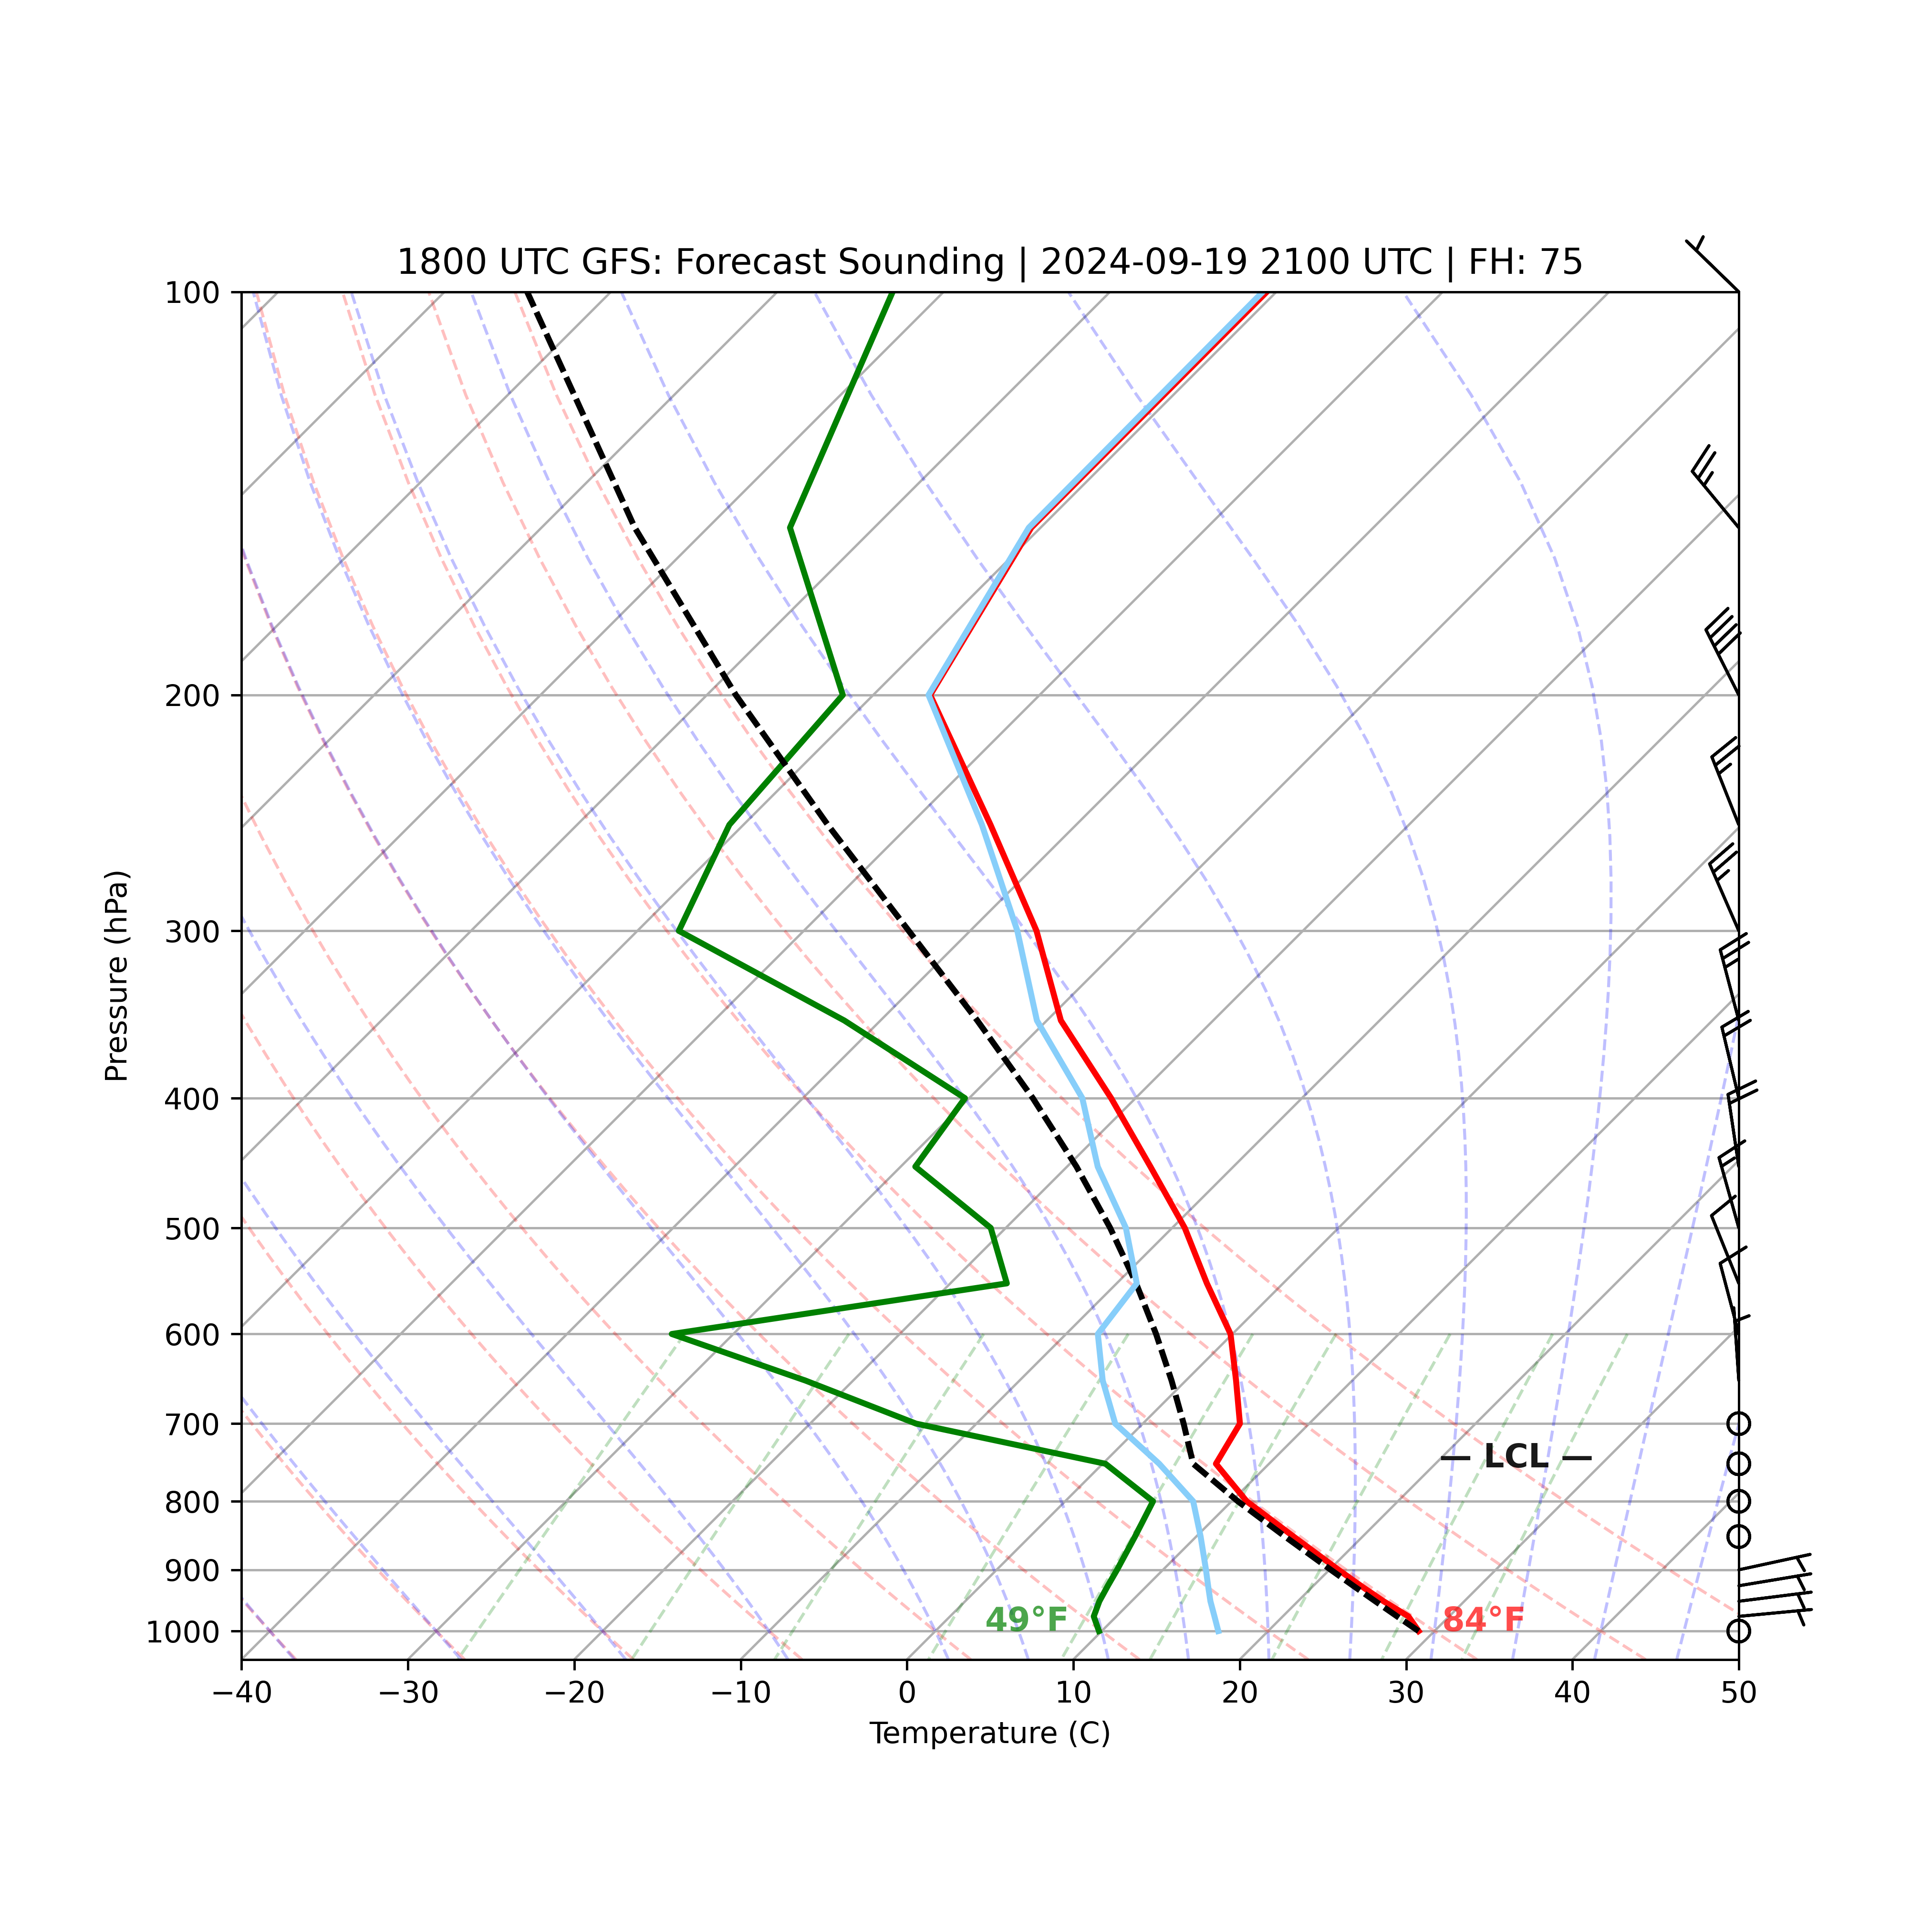 1800 UTC GFS: Forecast Sounding | 2024-09-19 2100 UTC | FH: 75
100
200
300
400
500
600
700
800
900
1000
Pressure (hPa)
— LCL —
49°F
84°F
−40 −30 −20 −10 0 10 20 30 40 50
Temperature (C)